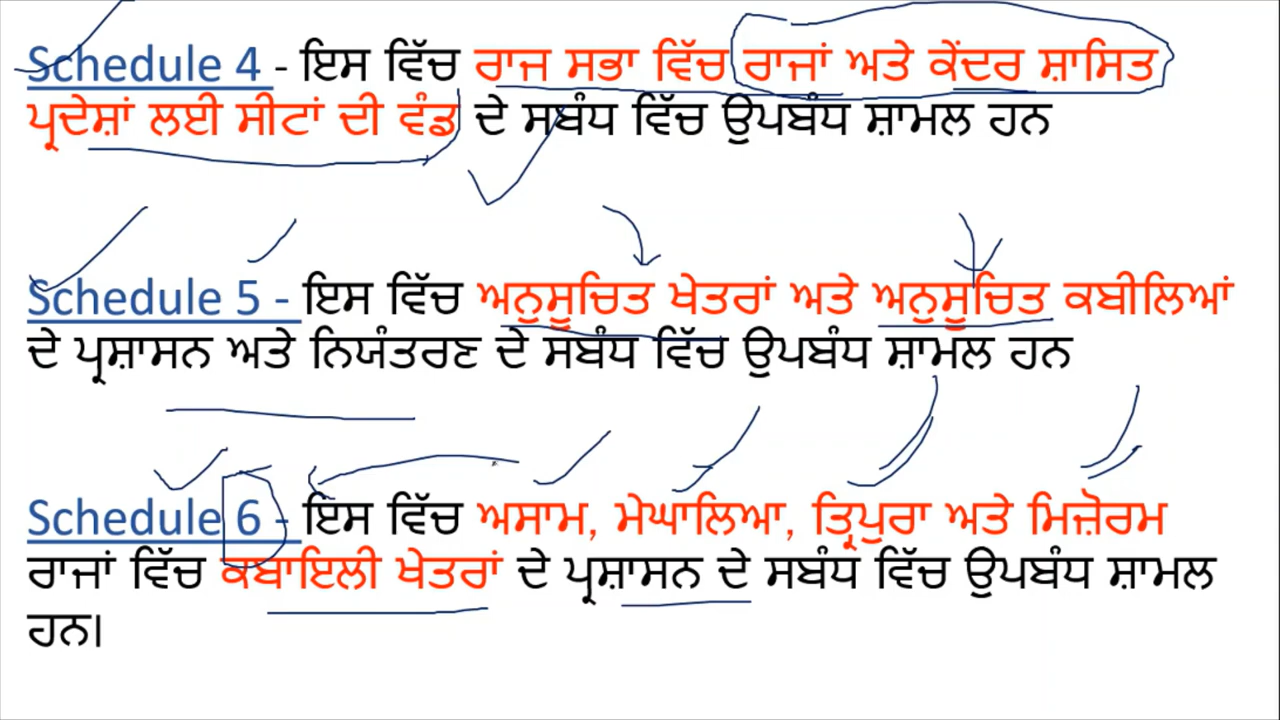 Schedule 4 - ਇਸ ਵਿੱਚ ਰਾਜ ਸਭਾ ਵਿੱਚ ਰਾਜਾਂ ਅਤੇ ਕੇਂਦਰ ਸ਼ਾਸਿਤ
ਪ੍ਰਦੇਸ਼ਾਂ ਲਈ ਸੀਟਾਂ ਦੀ ਵੰਡ ਦੇ ਸਬੰਧ ਵਿੱਚ ਉਪਬੰਧ ਸ਼ਾਮਲ ਹਨ
Schedule 5 - ਇਸ ਵਿੱਚ ਅਨੁਸੂਚਿਤ ਖੇਤਰਾਂ ਅਤੇ ਅਨੁਸੂਚਿਤ ਕਬੀਲਿਆਂ
ਦੇ ਪ੍ਰਸ਼ਾਸਨ ਅਤੇ ਨਿਯੰਤਰਣ ਦੇ ਸਬੰਧ ਵਿੱਚ ਉਪਬੰਧ ਸ਼ਾਮਲ ਹਨ
Schedule 6 - ਇਸ ਵਿੱਚ ਅਸਾਮ, ਮੇਘਾਲਿਆ, ਤ੍ਰਿਪੁਰਾ ਅਤੇ ਮਿਜ਼ੋਰਮ
ਰਾਜਾਂ ਵਿੱਚ ਕਬਾਇਲੀ ਖੇਤਰਾਂ ਦੇ ਪ੍ਰਸ਼ਾਸਨ ਦੇ ਸਬੰਧ ਵਿੱਚ ਉਪਬੰਧ ਸ਼ਾਮਲ
ਹਨ।